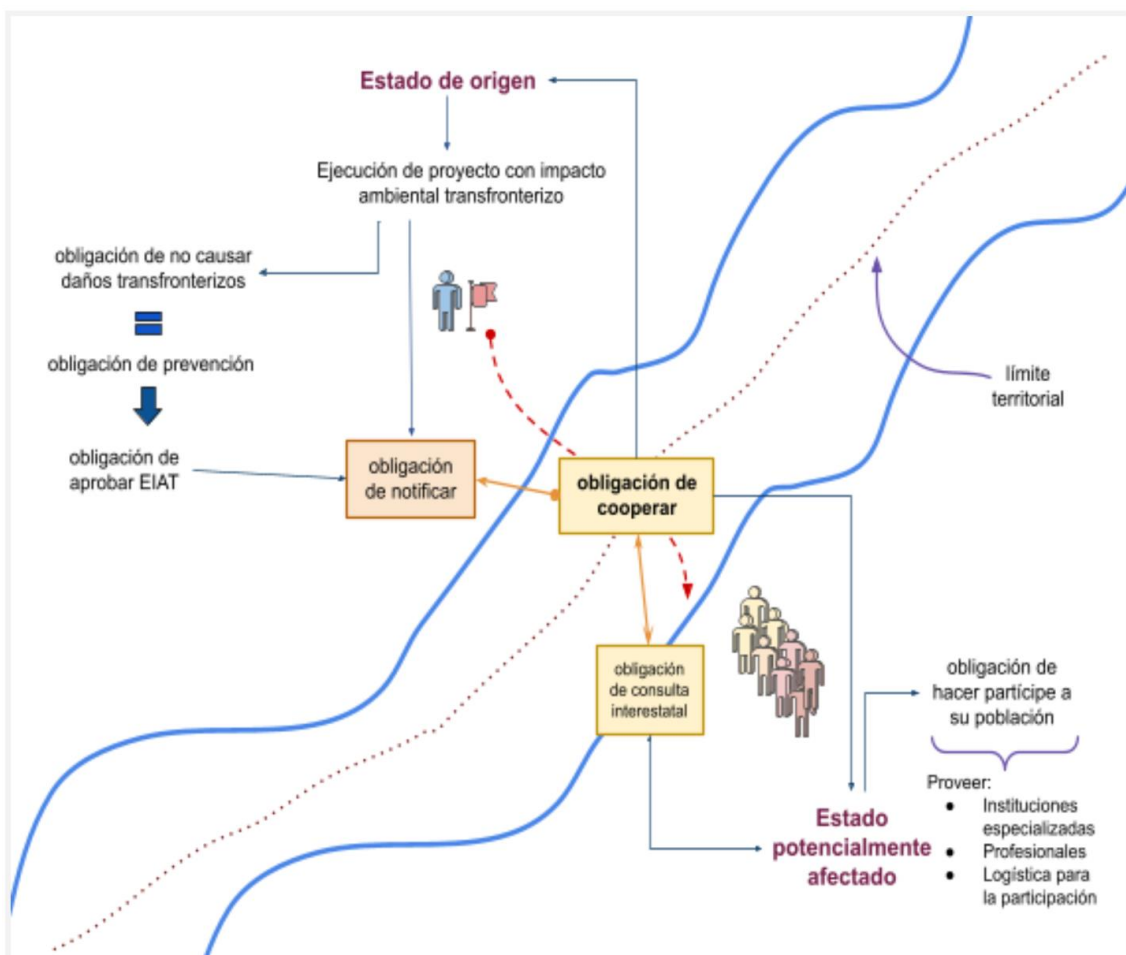 Estado de origen
Ejecución de proyecto con impacto
ambiental transfronterizo
obligación de no causar
daños transfronterizos
obligación de prevención
obligación de
aprobar EIAT
obligación
de notificar
obligación de
cooperar
límite
territorial
obligación
de consulta
interestatal
obligación de
hacer partícipe a
su población
Estado
potencialmente
afectado
Proveer:
● Instituciones
especializadas
● Profesionales
● Logística para
la participación